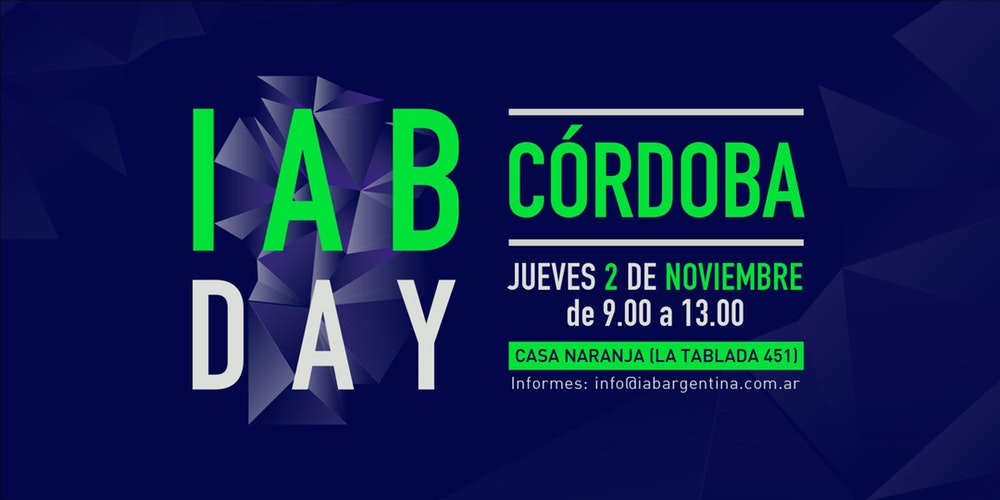 IAB
DAY
CÓRDOBA
JUEVES 2 DE NOVIEMBRE
de 9.00 a 13.00
CASA NARANJA (LA TABLADA 451)
Informes: info@iabargentina.com.ar